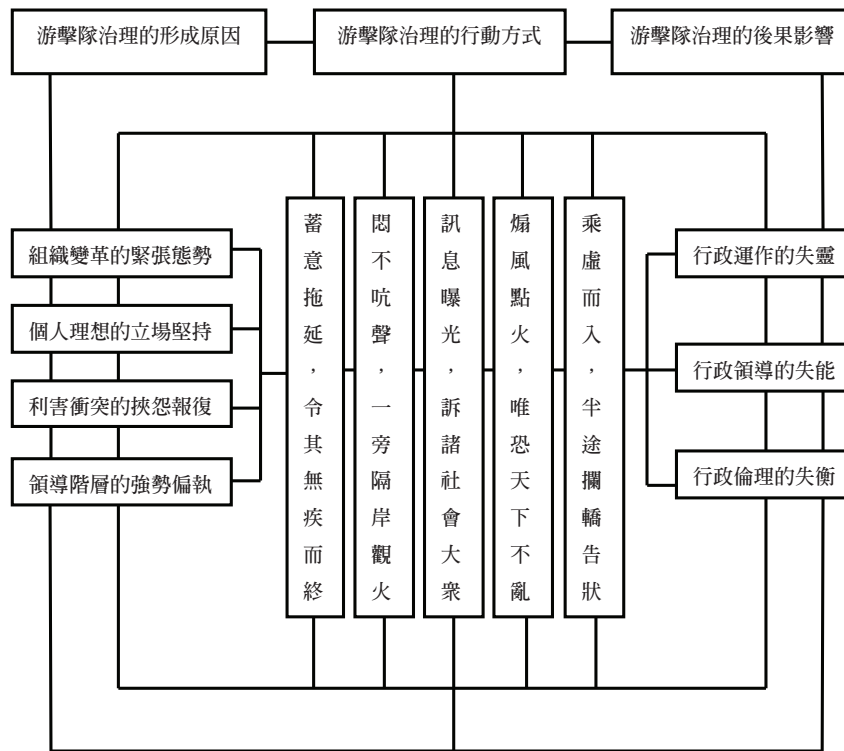 游擊隊治理的形成原因
游擊隊治理的行動方式
游擊隊治理的後果影響
組織變革的緊張態勢
個人理想的立場堅持
利害衝突的挾怨報復
領導階層的強勢偏執
蓄意拖延，令其無疾而終
悶不吭聲，一旁隔岸觀火
訊息曝光，訴諸社會大眾
煽風點火，唯恐天下不亂
乘虛而入，半途攔轎告狀
行政運作的失靈
行政領導的失能
行政倫理的失衡